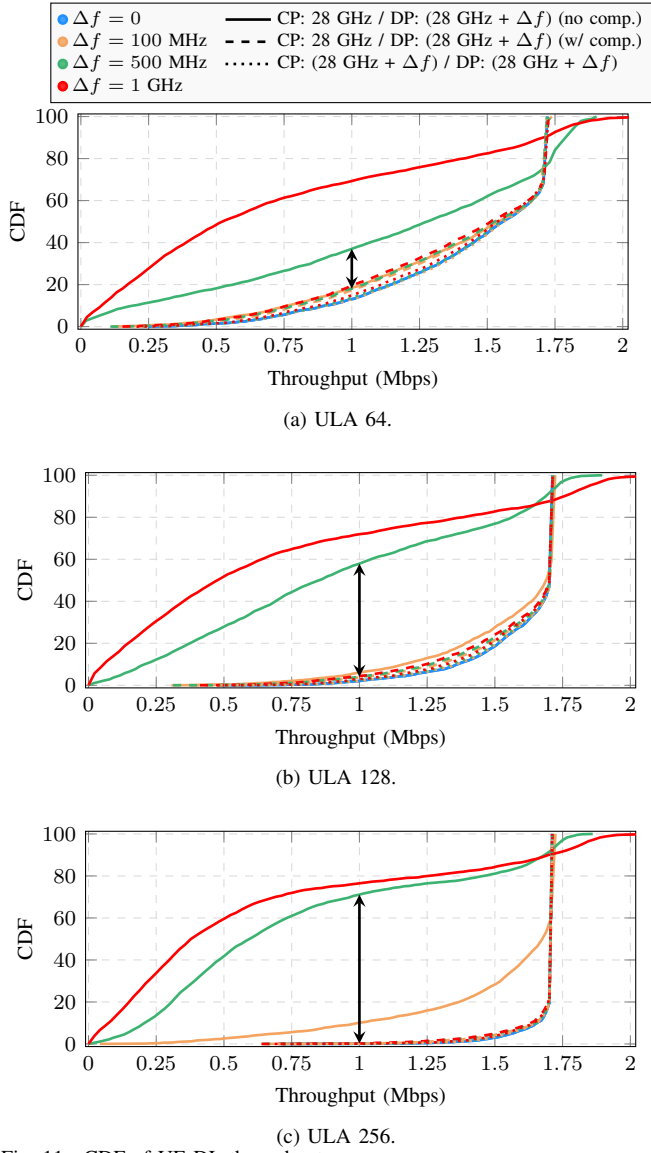 Δf = 0 CP: 28 GHz / DP: (28 GHz + Δf) (no comp.)
Δf = 100 MHz CP: 28 GHz / DP: (28 GHz + Δf) (w/ comp.)
Δf = 500 MHz CP: (28 GHz + Δf) / DP: (28 GHz + Δf)
Δf = 1 GHz
100
80
60
40
20
0
CDF
0 0.25 0.5 0.75 1 1.25 1.5 1.75 2
Throughput (Mbps)
(a) ULA 64.
100
80
60
40
20
0
CDF
0 0.25 0.5 0.75 1 1.25 1.5 1.75 2
Throughput (Mbps)
(b) ULA 128.
100
80
60
40
20
0
CDF
0 0.25 0.5 0.75 1 1.25 1.5 1.75 2
Throughput (Mbps)
(c) ULA 256.